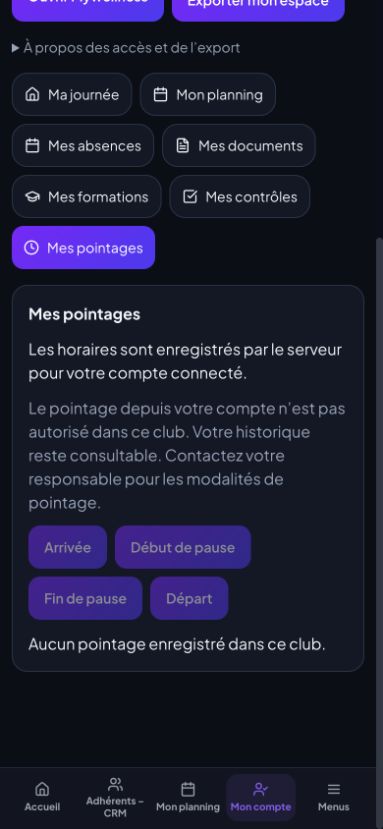 Exporter mon espace
À propos des accès et de l'export
Ma journée
Mon planning
Mes absences
Mes documents
Mes formations
Mes contrôles
Mes pointages
Mes pointages
Les horaires sont enregistrés par le serveur
pour votre compte connecté.
Le pointage depuis votre compte n'est pas
autorisé dans ce club. Votre historique
reste consultable. Contactez votre
responsable pour les modalités de
pointage.
Arrivée
Début de pause
Fin de pause
Départ
Aucun pointage enregistré dans ce club.
Accueil
Adhérents –
CRM
Mon planning
Mon compte
Menus